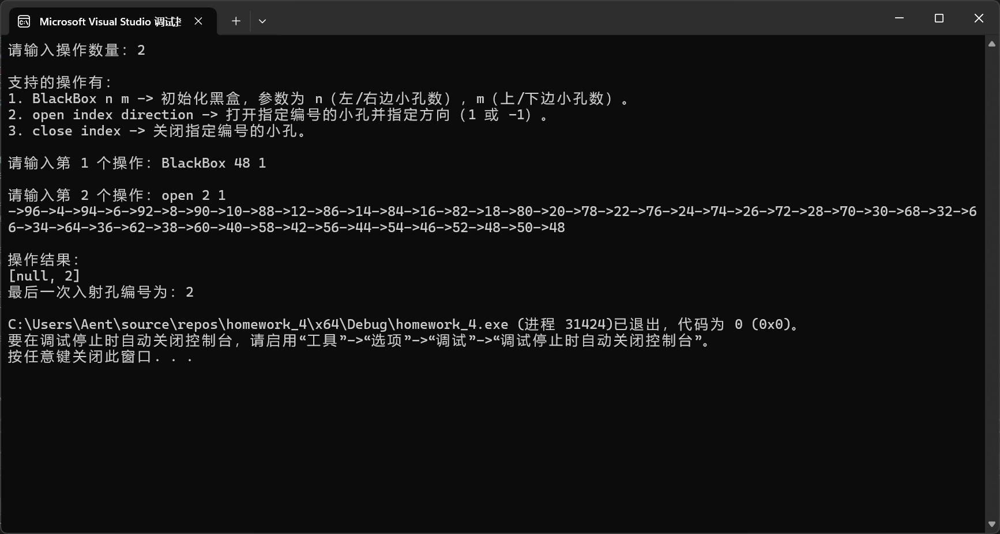 Microsoft Visual Studio 调试
请输入操作数量: 2
支持的操作有:
1. BlackBox n m -> 初始化黑盒, 参数为 n (左/右边小孔数) , m (上/下边小孔数) 。
2. open index direction -> 打开指定编号的小孔并指定方向 (1 或 -1) 。
3. close index -> 关闭指定编号的小孔。
请输入第 1 个操作: BlackBox 48 1
请输入第 2 个操作: open 2 1
->96->4->94->6->92->8->90->10->88->12->86->14->84->16->82->18->80->20->78->22->76->24->74->26->72->28->70->30->68->32->6
6->34->64->36->62->38->60->40->58->42->56->44->54->46->52->48->50->48
操作结果:
[null, 2]
最后一次入射孔编号为: 2
C:\Users\Aent\source\repos\homework_4\x64\Debug\homework_4.exe (进程 31424)已退出, 代码为 0 (0x0)。
要在调试停止时自动关闭控制台, 请启用“工具”->“选项”->“调试”->“调试停止时自动关闭控制台”。
按任意键关闭此窗口. . .